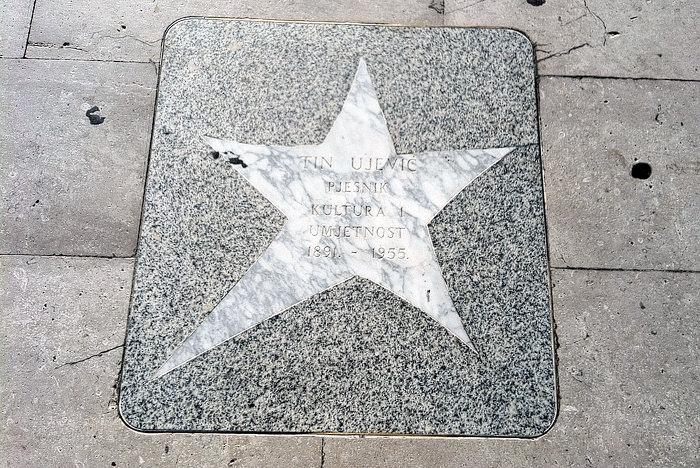 TIN UJEVIĆ
PJESNIK
KULTURA I
UMJETNOST
1891. - 1955.